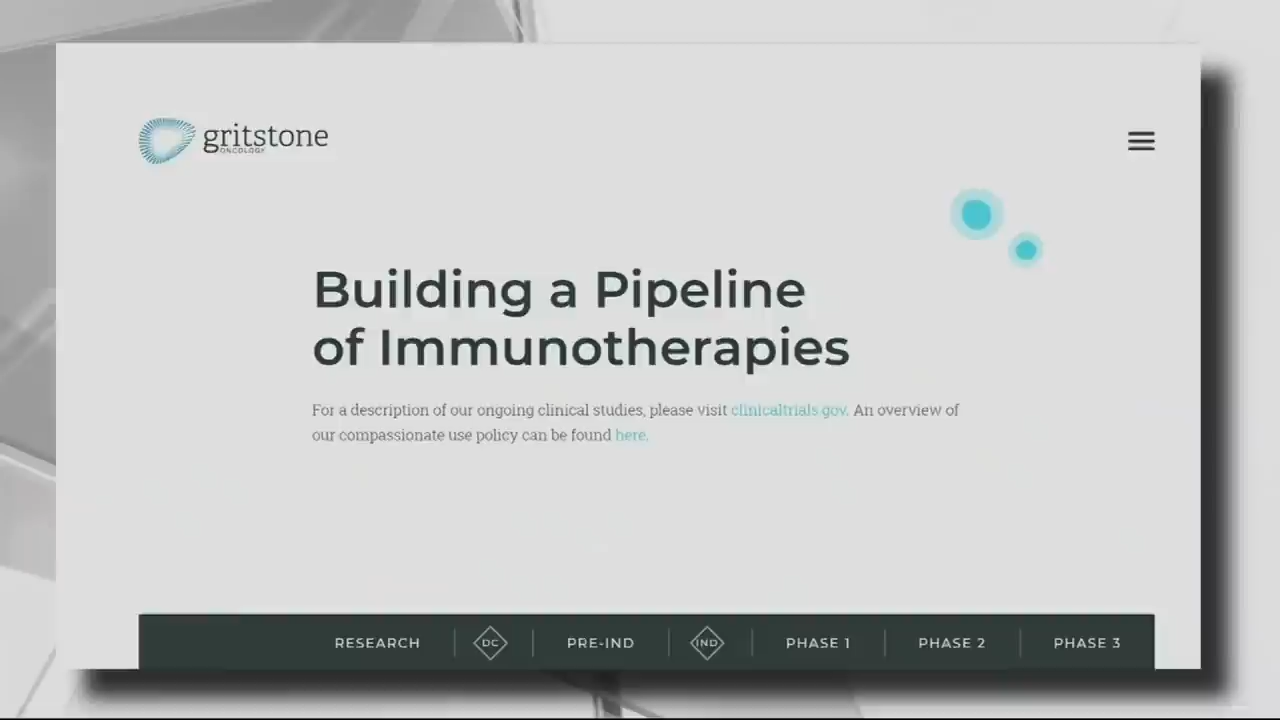 gritstone
ONCOLOGY
Building a Pipeline
of Immunotherapies
For a description of our ongoing clinical studies, please visit clinicaltrials.gov. An overview of
our compassionate use policy can be found here.
RESEARCH DC PRE-IND IND PHASE 1 PHASE 2 PHASE 3